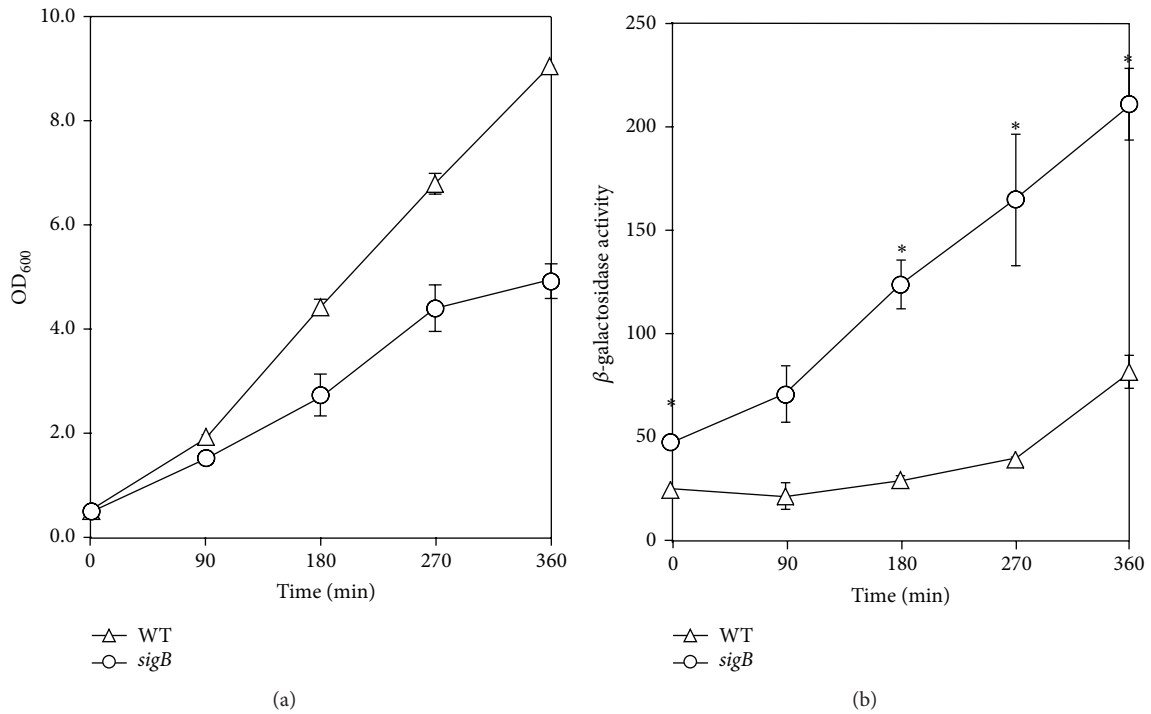 10.0
8.0
6.0
4.0
2.0
0.0
OD600
0 90 180 270 360
Time (min)
WT
sigB
(a)
250
200
150
100
50
0
β-galactosidase activity
* * * *
0 90 180 270 360
Time (min)
WT
sigB
(b)